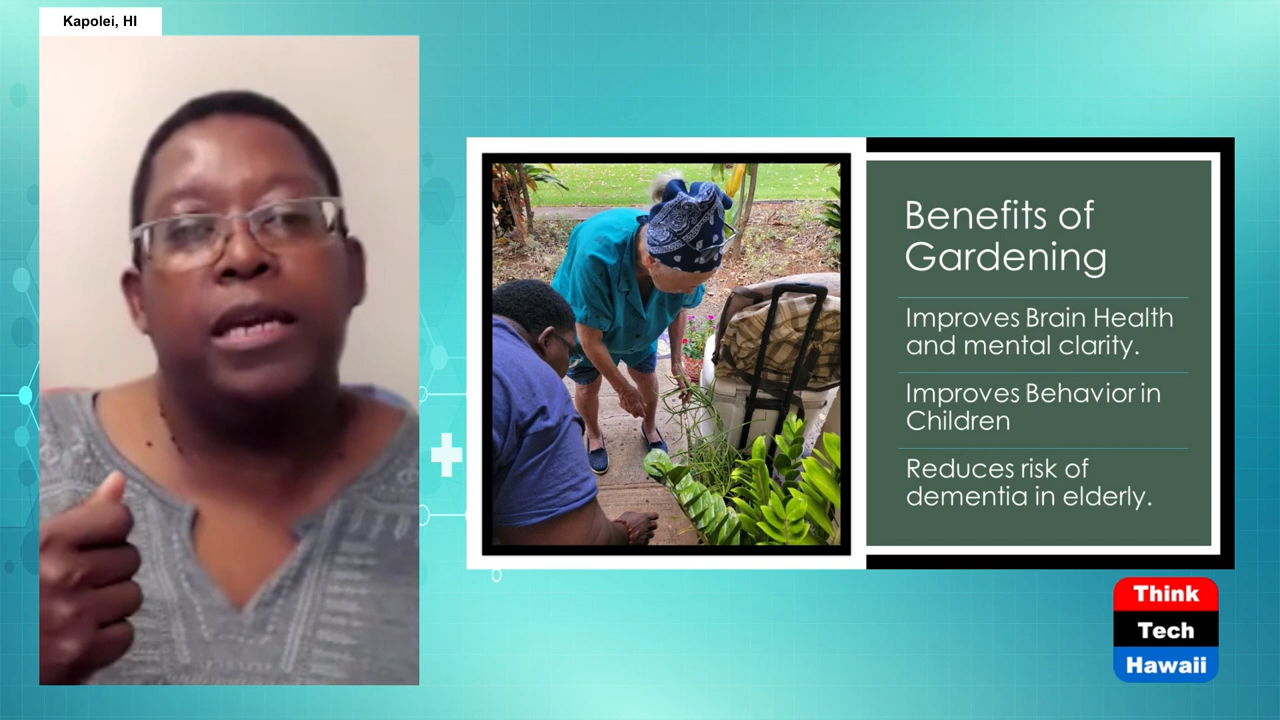 Kapolei, HI
Benefits of
Gardening
Improves Brain Health
and mental clarity.
Improves Behavior in
Children
Reduces risk of
dementia in elderly.
Think
Tech
Hawaii